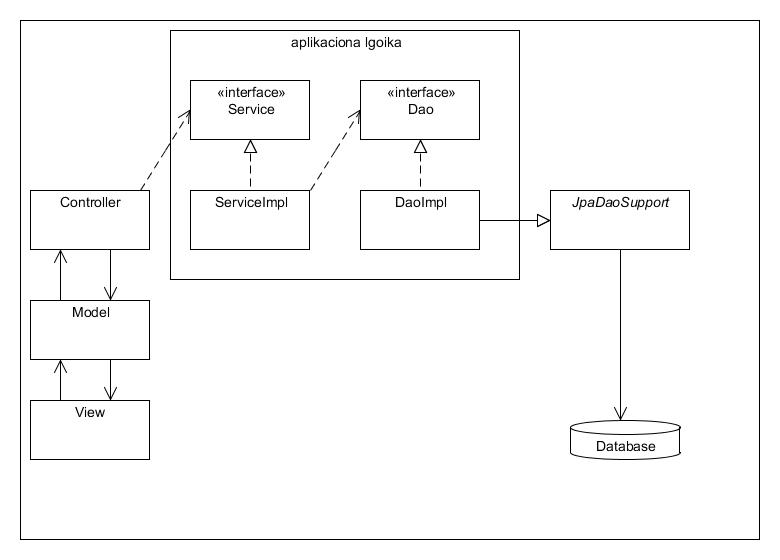 aplikaciona lgoika
«interface»
Service
«interface»
Dao
Controller
ServiceImpl
DaoImpl
JpaDaoSupport
Model
View
Database